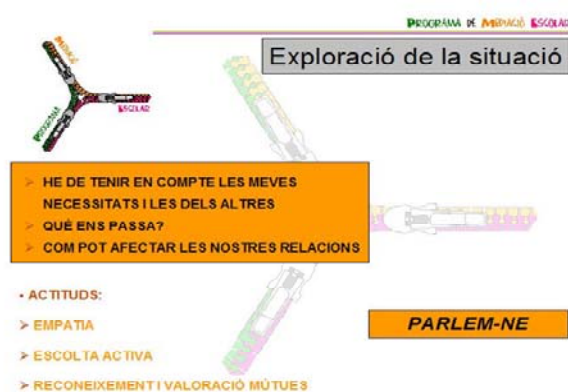 PROGRAMA DE MEDIACIÓ ESCOLAR
Exploració de la situació
MEDIACIÓ
PROGRAMA
ESCOLAR
➢ HE DE TENIR EN COMPTE LES MEVES
NECESSITATS I LES DELS ALTRES
➢ QUÈ ENS PASSA?
➢ COM POT AFECTAR LES NOSTRES RELACIONS
• ACTITUDS:
➢ EMPATIA
➢ ESCOLTA ACTIVA
➢ RECONEIXEMENT I VALORACIÓ MÚTUES
PARLEM-NE